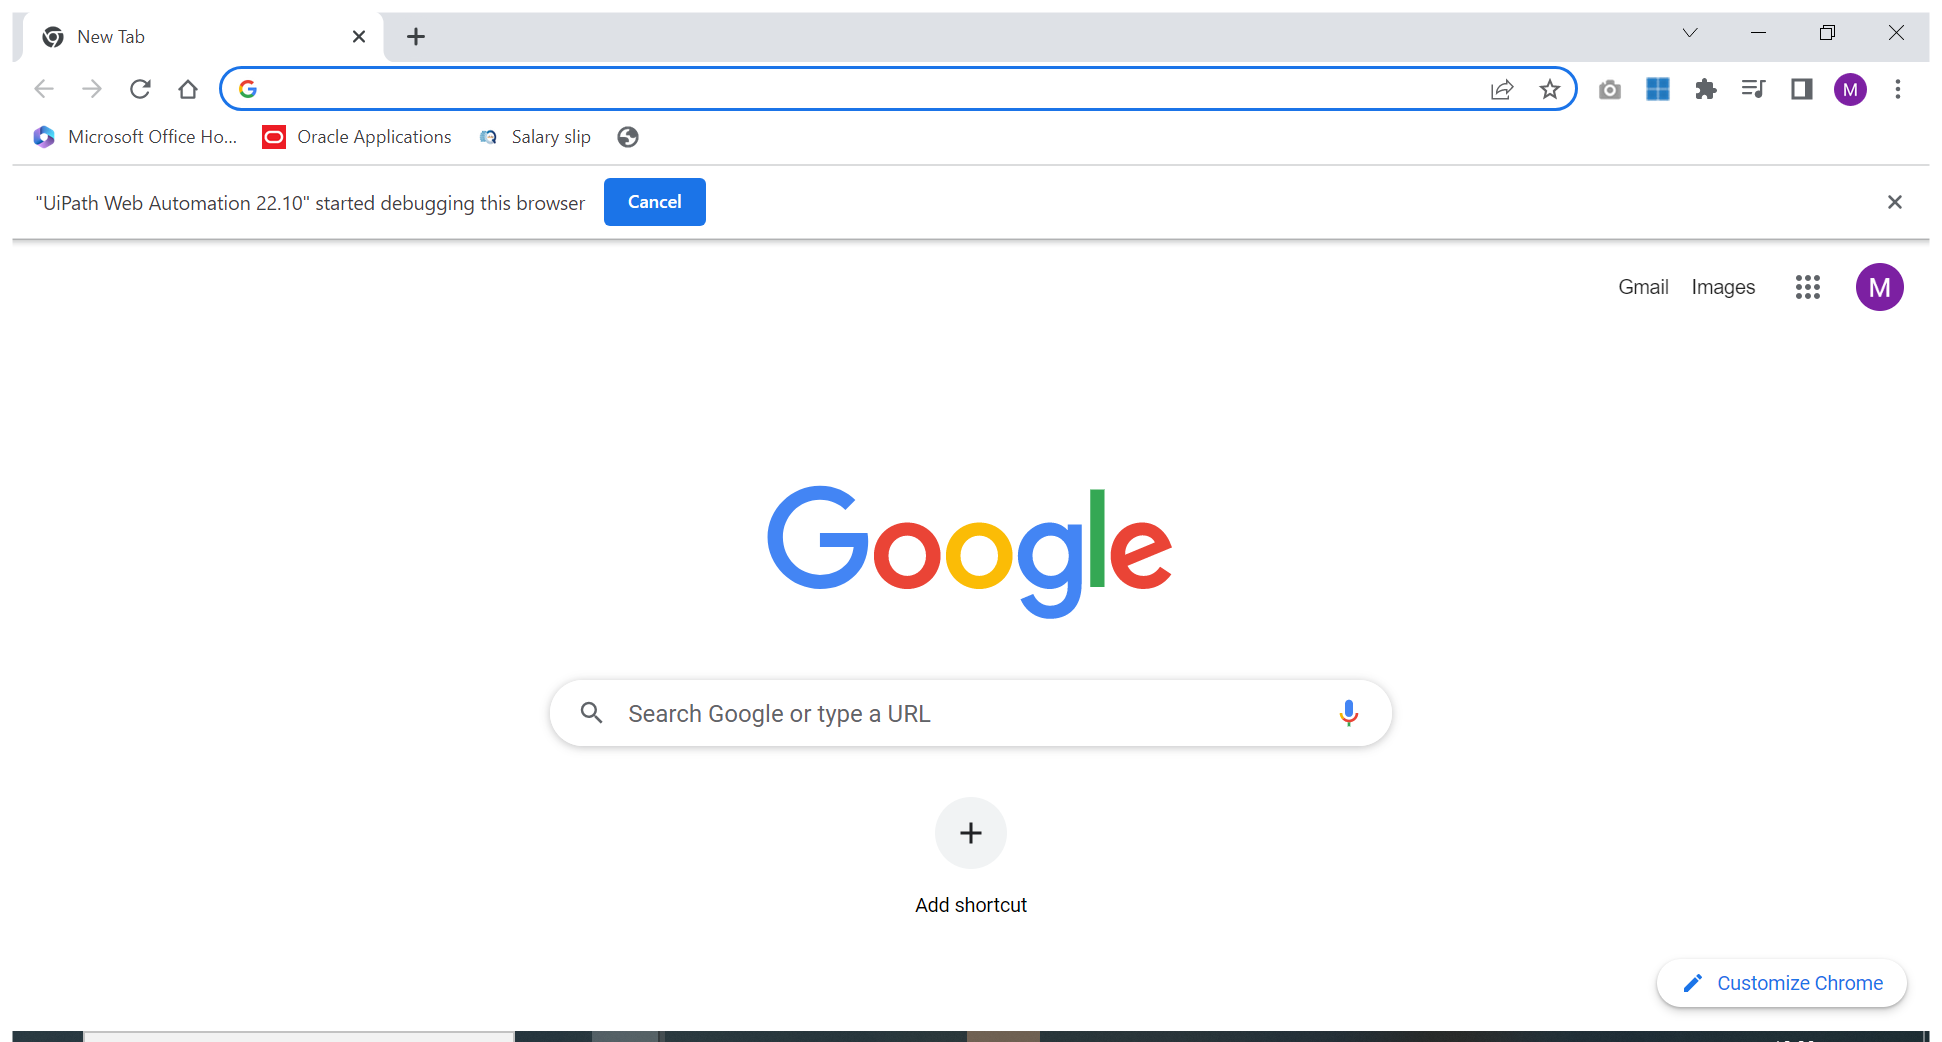 New Tab
Microsoft Office Ho... Oracle Applications Salary slip
"UiPath Web Automation 22.10" started debugging this browser Cancel
Gmail Images M
M
Google
Search Google or type a URL
Add shortcut
Customize Chrome